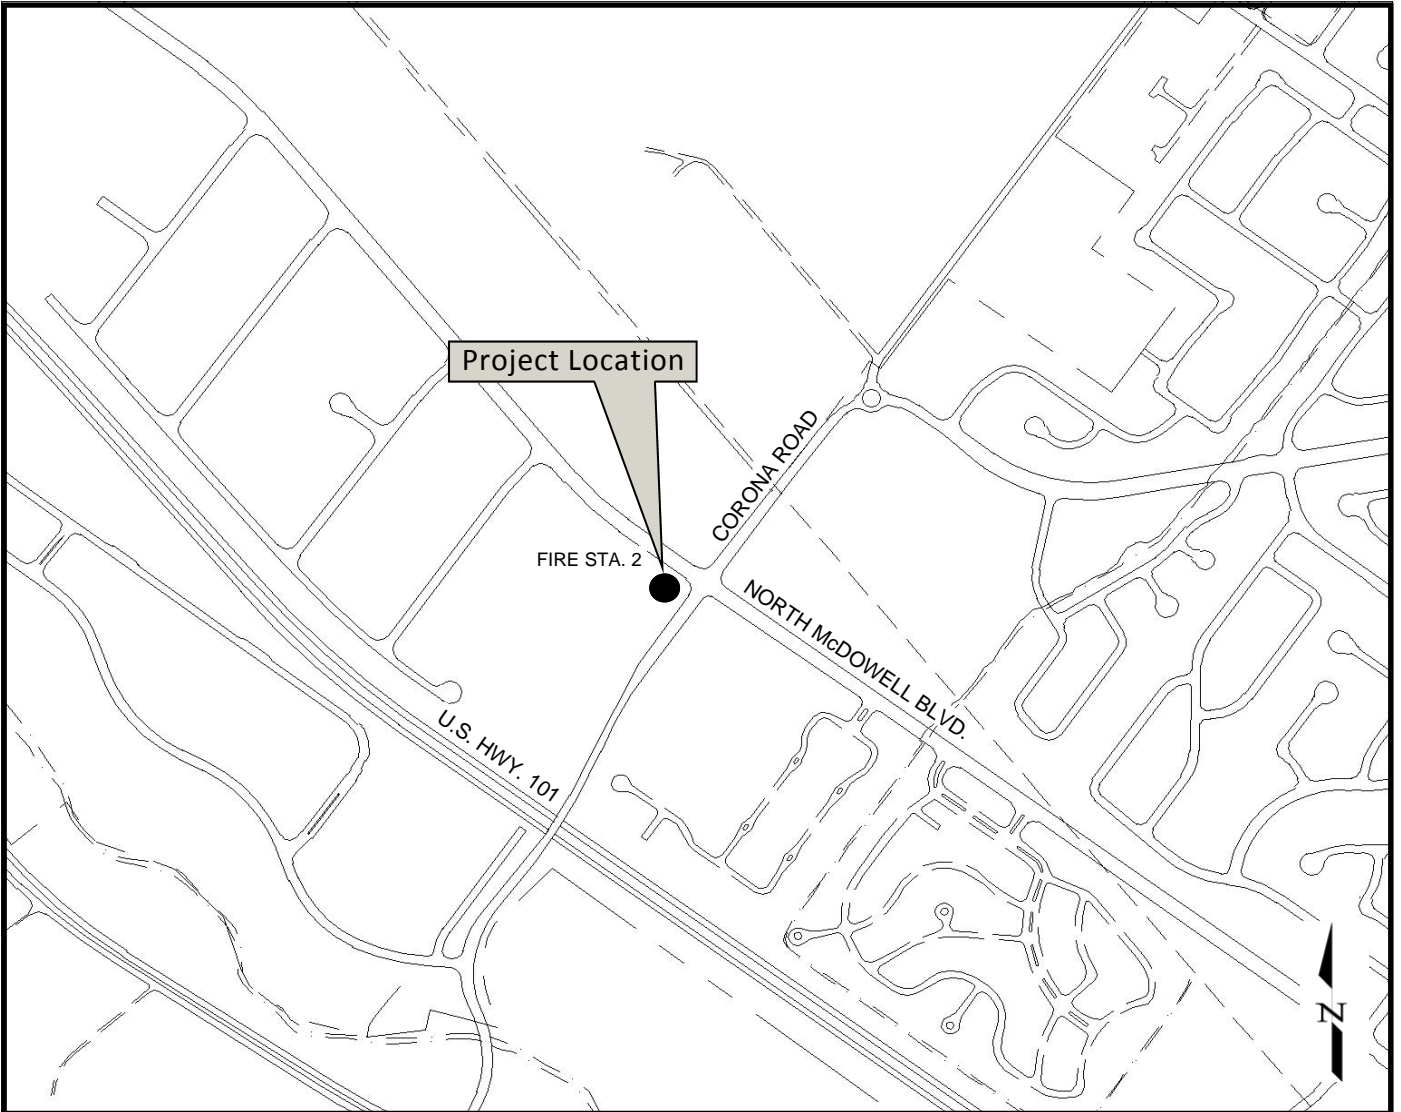 Project Location
CORONA ROAD
FIRE STA. 2
NORTH McDOWELL BLVD.
U.S. HWY. 101
N